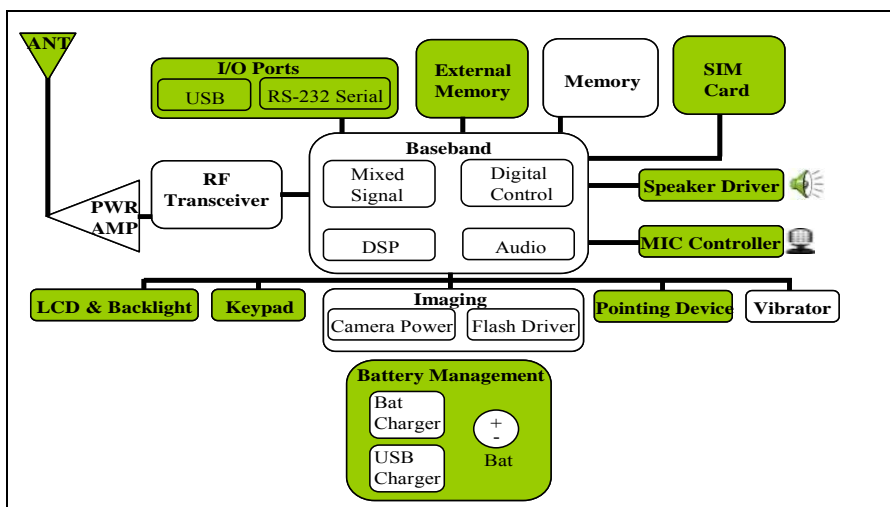 ANT
I/O Ports
USB
RS-232 Serial
External
Memory
Memory
SIM
Card
Baseband
Mixed
Signal
Digital
Control
DSP
Audio
RF
Transceiver
PWR
AMP
Speaker Driver
MIC Controller
LCD & Backlight
Keypad
Imaging
Camera Power
Flash Driver
Pointing Device
Vibrator
Battery Management
Bat
Charger
+
-
Bat
USB
Charger